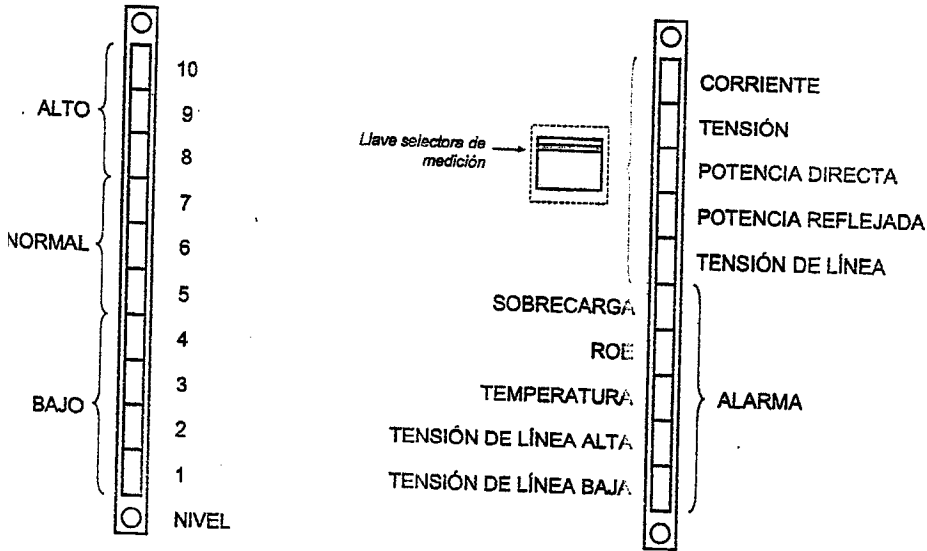 10
9
8
7
6
5
4
3
2
1
NIVEL
ALTO
NORMAL
BAJO
Llave selectora de
medición
CORRIENTE
TENSIÓN
POTENCIA DIRECTA
POTENCIA REFLEJADA
TENSIÓN DE LÍNEA
SOBRECARGA
ROE
TEMPERATURA
TENSIÓN DE LÍNEA ALTA
TENSIÓN DE LÍNEA BAJA
ALARMA